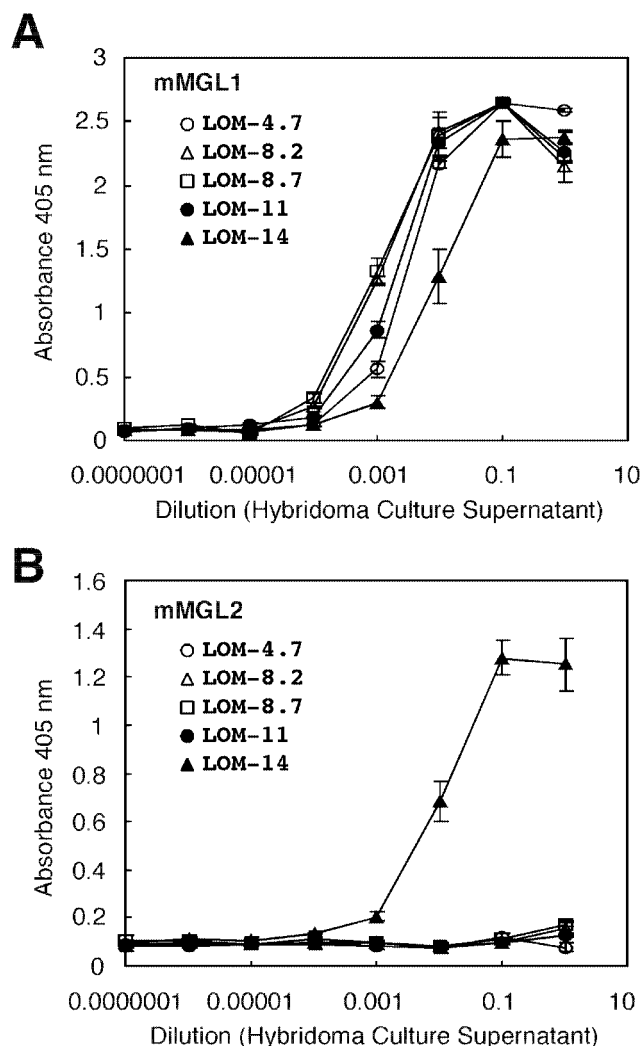 A
3
mMGL1
LOM-4.7
2.5
LOM-8.2
LOM-8.7
2
LOM-11
LOM-14
1.5
1
0.5
0
Absorbance 405 nm
0.0000001 0.00001 0.001 0.1 10
Dilution (Hybridoma Culture Supernatant)
B
1.6
mMGL2
1.4
LOM-4.7
LOM-8.2
1.2
LOM-8.7
LOM-11
1
LOM-14
0.8
0.6
0.4
0.2
0
Absorbance 405 nm
0.0000001 0.00001 0.001 0.1 10
Dilution (Hybridoma Culture Supernatant)